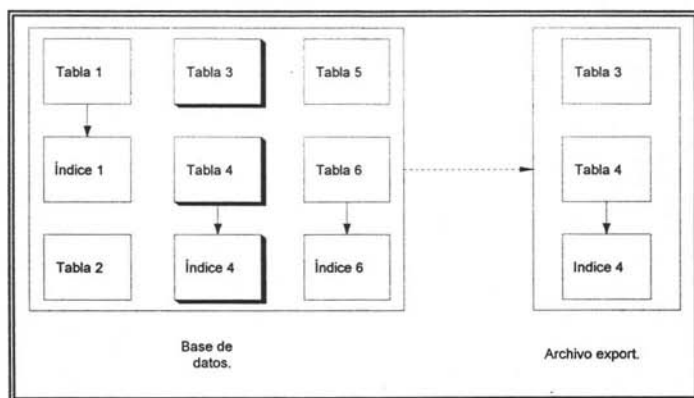 Tabla 1
Tabla 3
Tabla 5
Tabla 3
Índice 1
Tabla 4
Tabla 6
Tabla 4
Tabla 2
Índice 4
Índice 6
Indice 4
Base de
datos.
Archivo export.